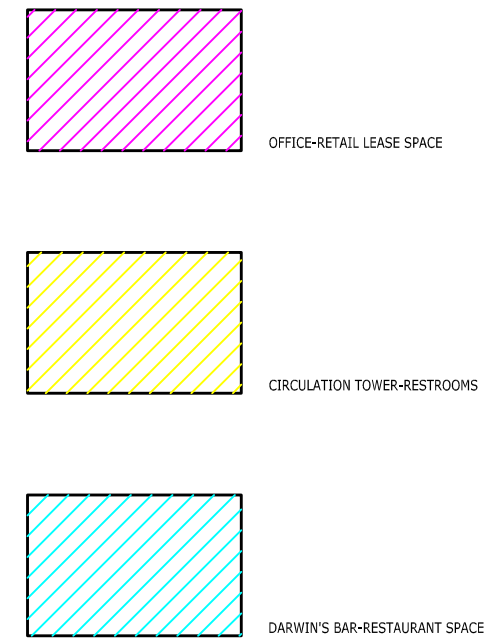 OFFICE-RETAIL LEASE SPACE
CIRCULATION TOWER-RESTROOMS
DARWIN'S BAR-RESTAURANT SPACE